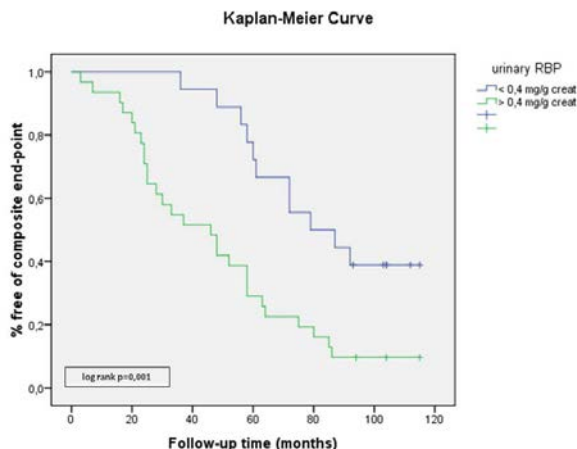 Kaplan-Meier Curve
urinary RBP
< 0,4 mg/g creat
> 0,4 mg/g creat
% free of composite end-point
1,0
0,8
0,6
0,4
0,2
0,0
log rank p=0,001
0 20 40 60 80 100 120
Follow-up time (months)